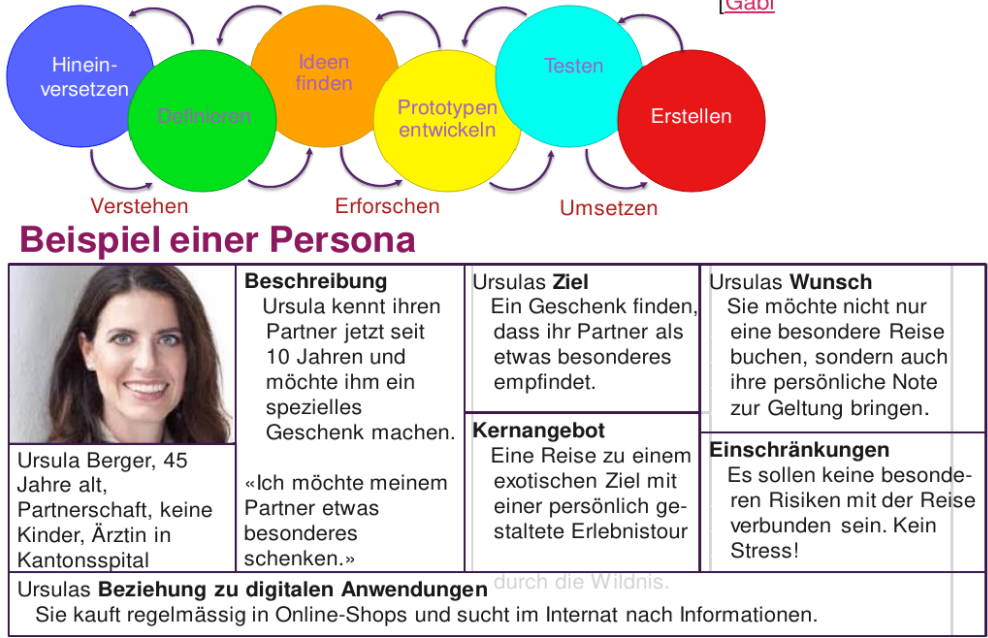 [Gabi
Hinein-
versetzen
Definieren
Ideen
finden
Prototypen
entwickeln
Testen
Erstellen
Verstehen
Erforschen
Umsetzen
Beispiel einer Persona
Ursula Berger, 45
Jahre alt,
Partnerschaft, keine
Kinder, Ärztin in
Kantonsspital
Beschreibung
Ursula kennt ihren
Partner jetzt seit
10 Jahren und
möchte ihm ein
spezielles
Geschenk machen.
«Ich möchte meinem
Partner etwas
besonderes
schenken.»
Ursulas Ziel
Ein Geschenk finden,
dass ihr Partner als
etwas besonderes
empfindet.
Kernangebot
Eine Reise zu einem
exotischen Ziel mit
einer persönlich ge-
staltete Erlebnistour
durch die Wildnis.
Ursulas Wunsch
Sie möchte nicht nur
eine besondere Reise
buchen, sondern auch
ihre persönliche Note
zur Geltung bringen.
Einschränkungen
Es sollen keine besonde-
ren Risiken mit der Reise
verbunden sein. Kein
Stress!
Ursulas Beziehung zu digitalen Anwendungen
Sie kauft regelmässig in Online-Shops und sucht im Internat nach Informationen.